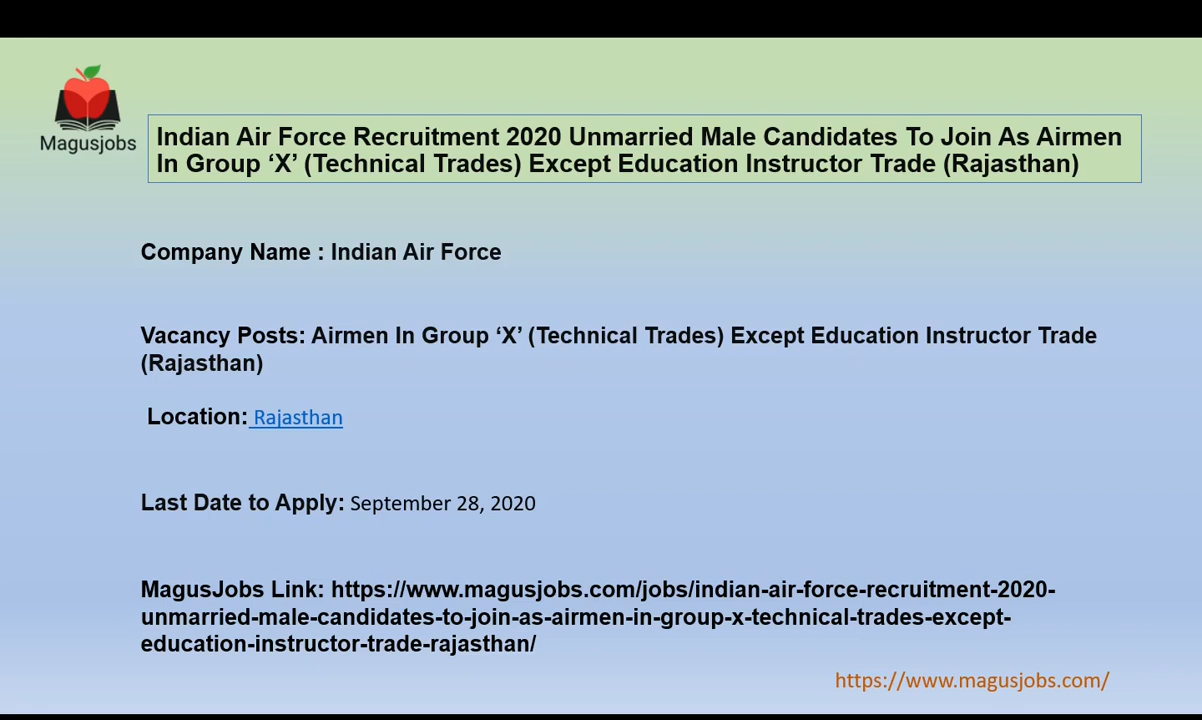 Magusjobs
Indian Air Force Recruitment 2020 Unmarried Male Candidates To Join As Airmen
In Group ‘X’ (Technical Trades) Except Education Instructor Trade (Rajasthan)
Company Name : Indian Air Force
Vacancy Posts: Airmen In Group ‘X’ (Technical Trades) Except Education Instructor Trade
(Rajasthan)
Location: Rajasthan
Last Date to Apply: September 28, 2020
MagusJobs Link: https://www.magusjobs.com/jobs/indian-air-force-recruitment-2020-
unmarried-male-candidates-to-join-as-airmen-in-group-x-technical-trades-except-
education-instructor-trade-rajasthan/
https://www.magusjobs.com/